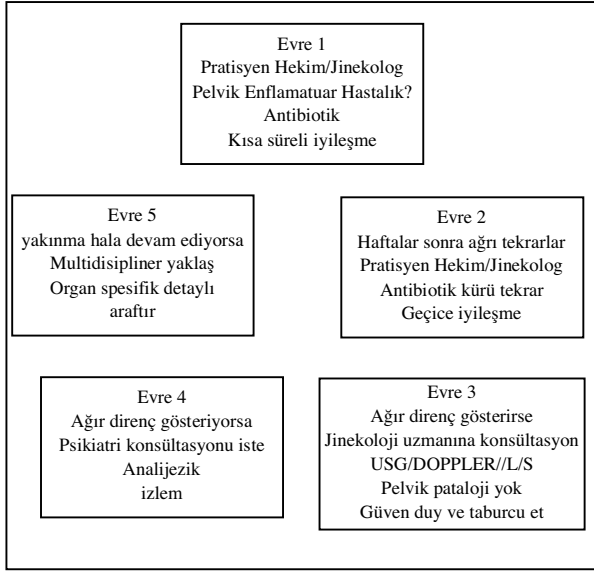 Evre 1
Pratisyen Hekim/Jinekolog
Pelvik Enflamatuar Hastalık?
Antibiotik
Kısa süreli iyileşme
Evre 2
Haftalar sonra ağrı tekrarlar
Pratisyen Hekim/Jinekolog
Antibiotik kürü tekrar
Geçice iyileşme
Evre 3
Ağır direnç gösterirse
Jinekoloji uzmanına konsültasyon
USG/DOPPLER//L/S
Pelvik pataloji yok
Güven duy ve taburcu et
Evre 4
Ağır direnç gösteriyorsa
Psikiatri konsültasyonu iste
Analijezik
izlem
Evre 5
yakınma hala devam ediyorsa
Multidisipliner yaklaş
Organ spesifik detaylı
araftır